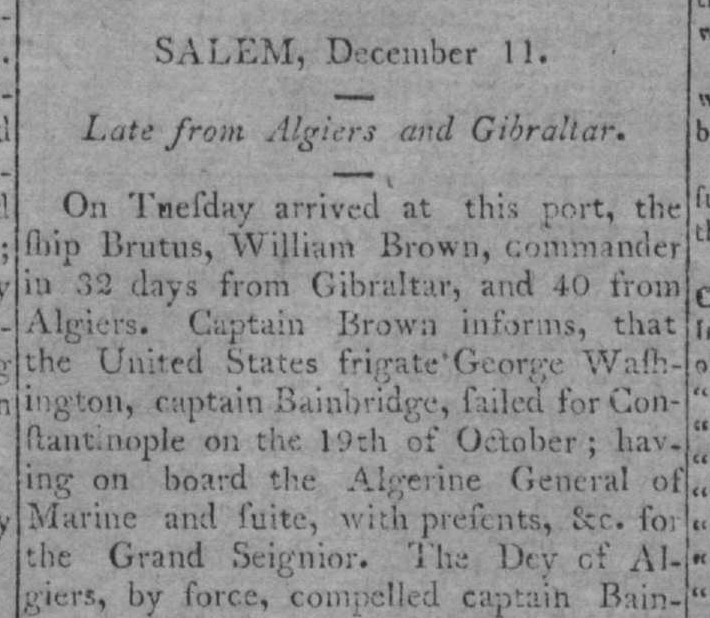 SALEM, December 11.
Late from Algiers and Gibraltar.
On Tueſday arrived at this port, the
ſhip Brutus, William Brown, commander
in 32 days from Gibraltar, and 40 from
Algiers. Captain Brown informs, that
the United States frigate George Waſh-
ington, captain Bainbridge, ſailed for Con-
ſtantinople on the 19th of October; hav-
ing on board the Algerine General of
Marine and ſuite, with preſents, &c. for
the Grand Seignior. The Dey of Al-
giers, by force, compelled captain Bain-